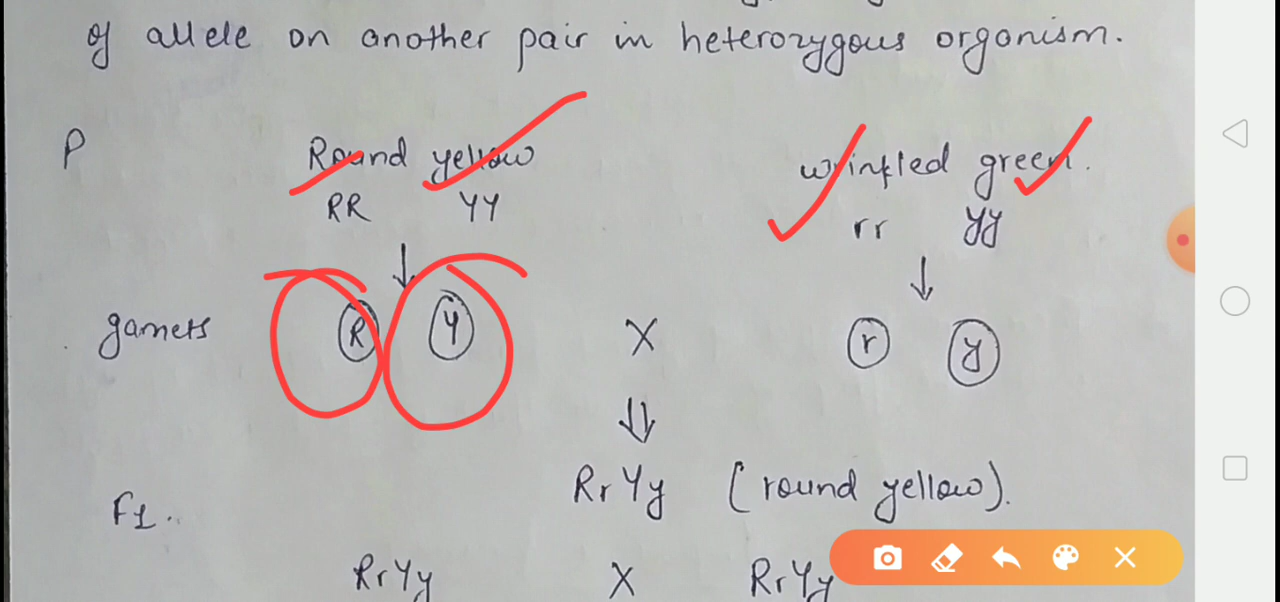 of allele on another pair in heterozygous organism.
P Round yellow wrinkled green.
RR YY rr yy
gamets R Y X r y
RrYy (round yellow).
F1.
RrYy X RrYy